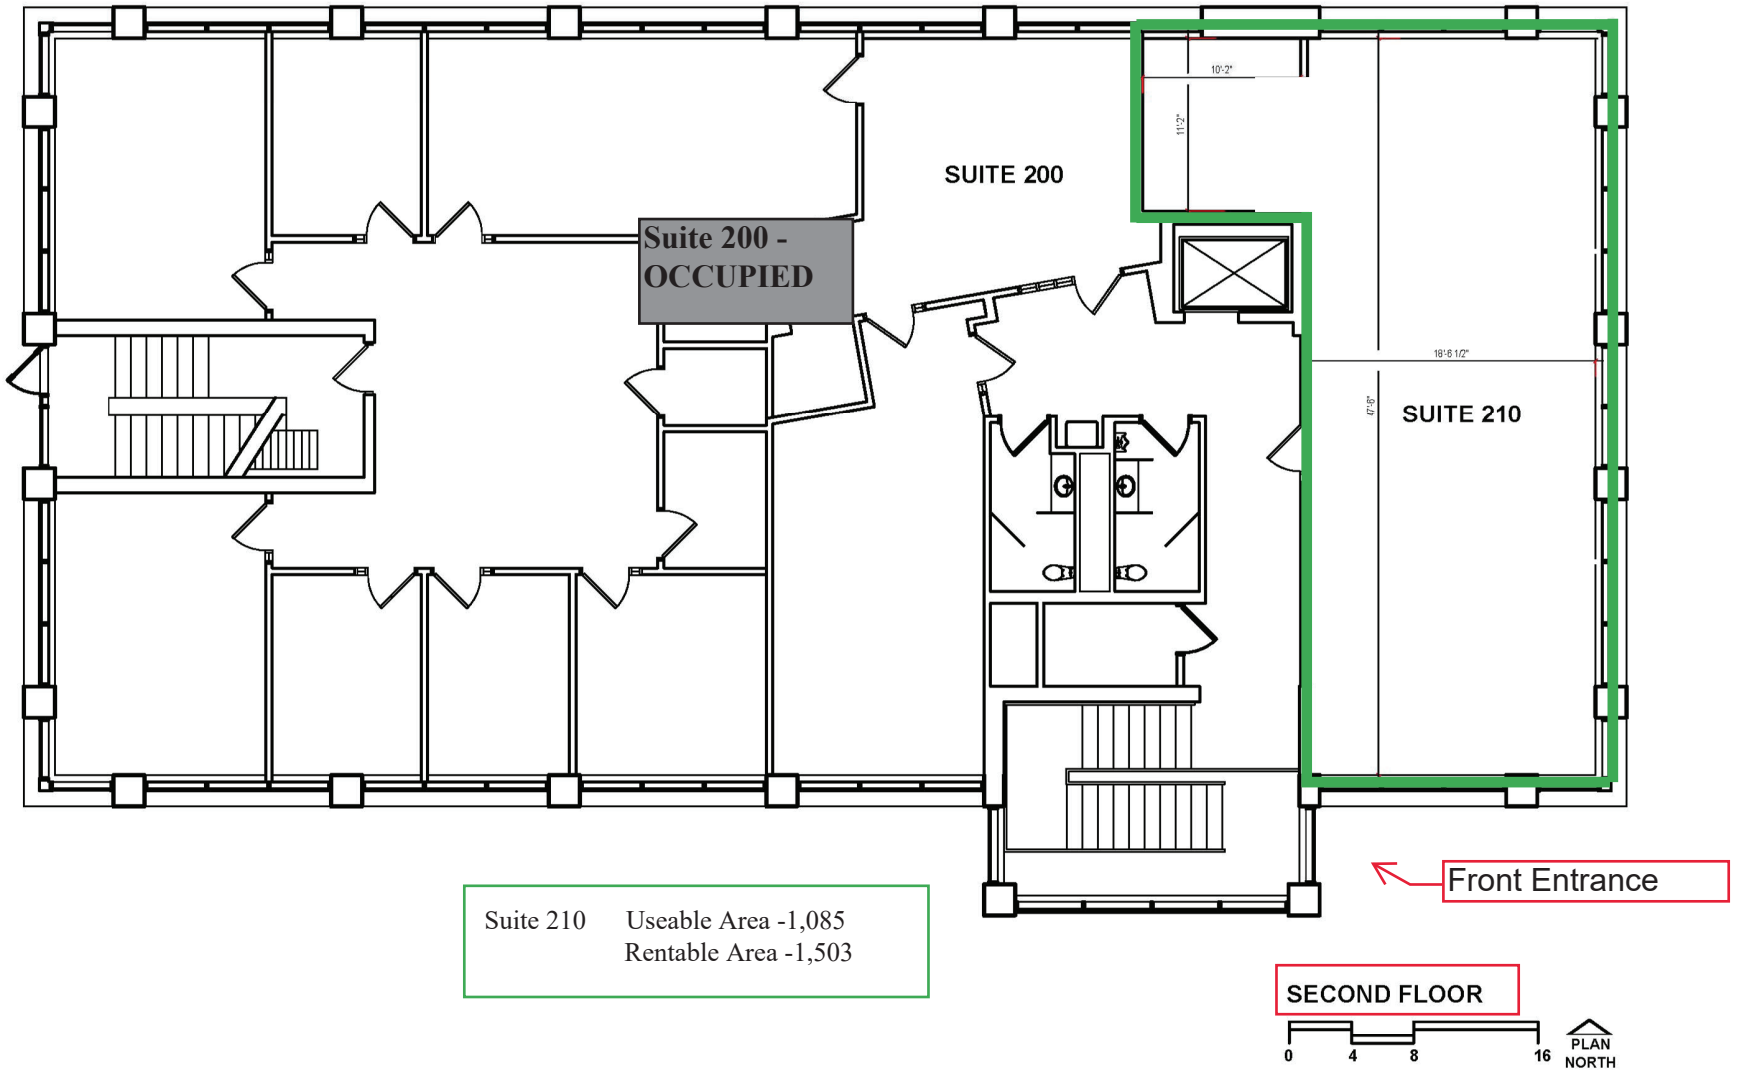 10'-2"
11'-2"
SUITE 200
Suite 200 -
OCCUPIED
18'-6 1/2"
47'-6"
SUITE 210
Front Entrance
Suite 210 Useable Area -1,085
Rentable Area -1,503
SECOND FLOOR
0 4 8 16
PLAN
NORTH